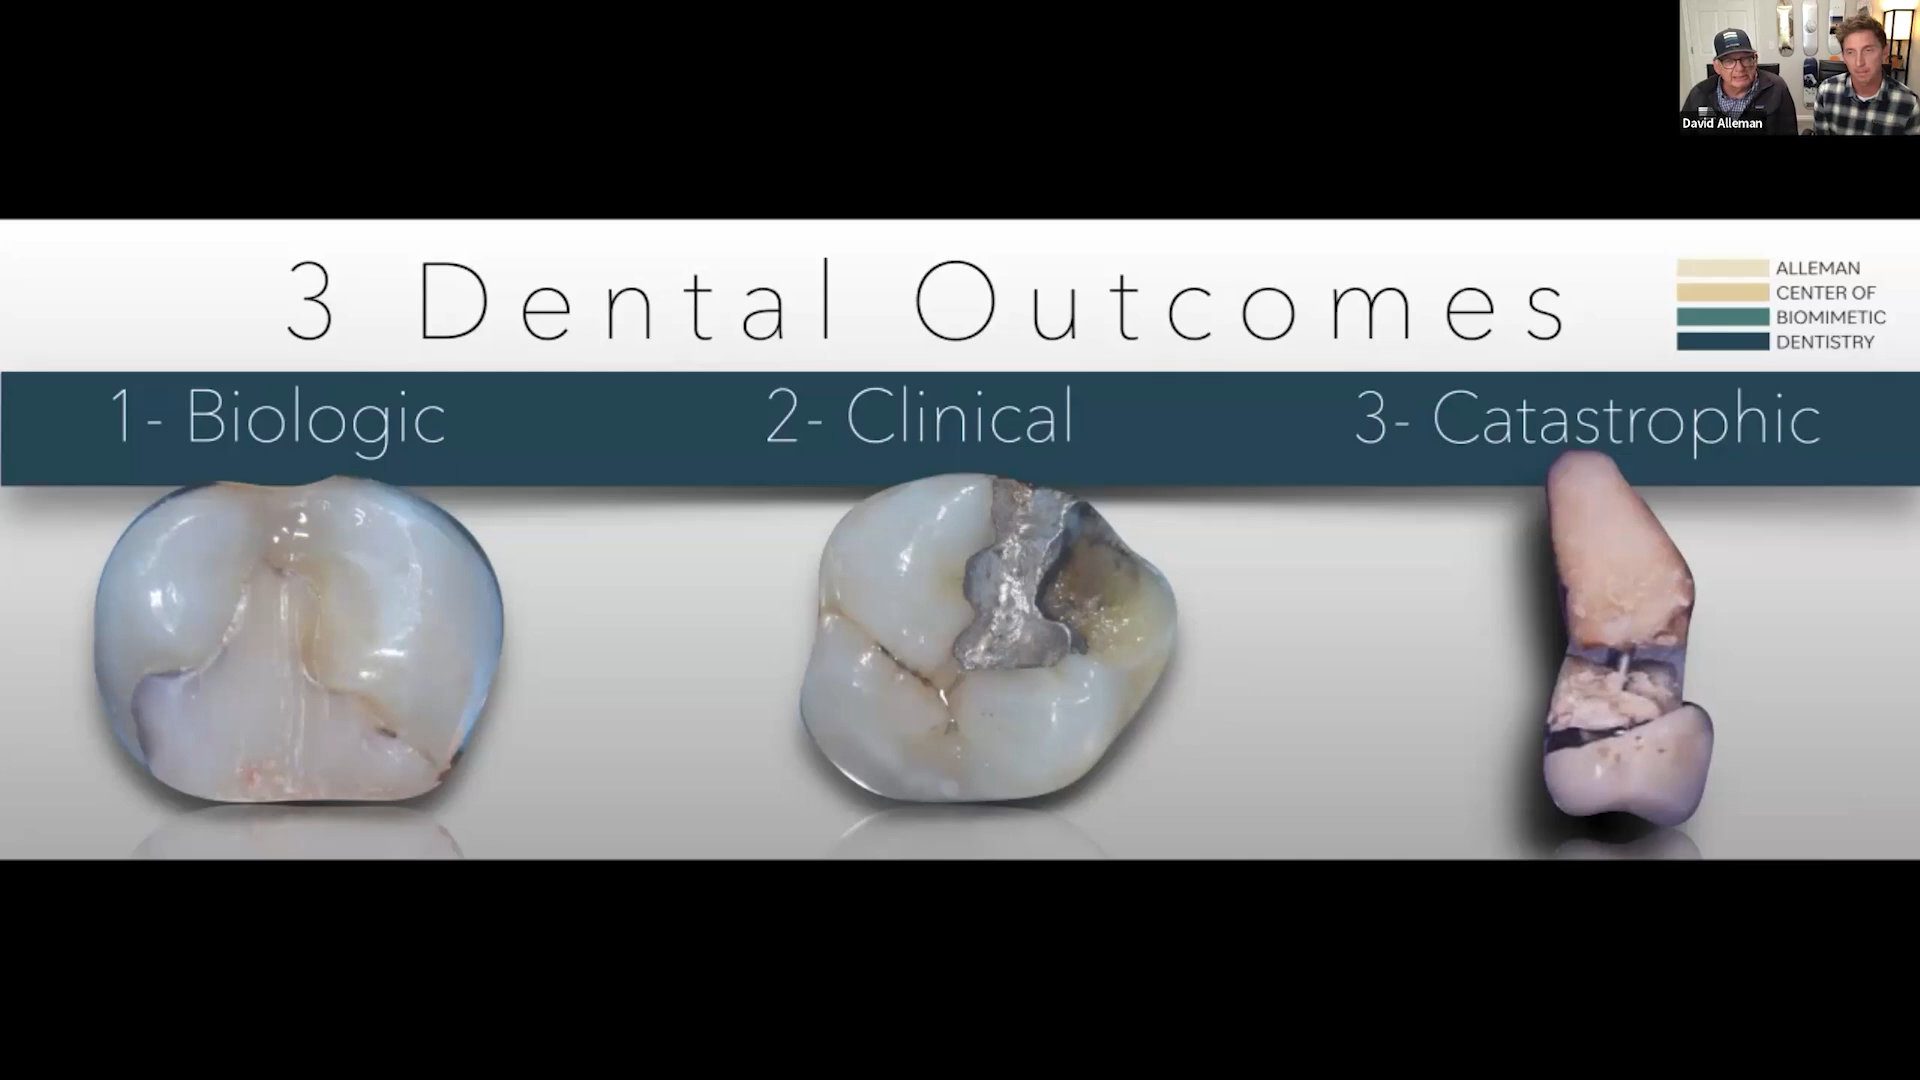 David Alleman
3 Dental Outcomes
ALLEMAN
CENTER OF
BIOMIMETIC
DENTISTRY
1- Biologic
2- Clinical
3- Catastrophic